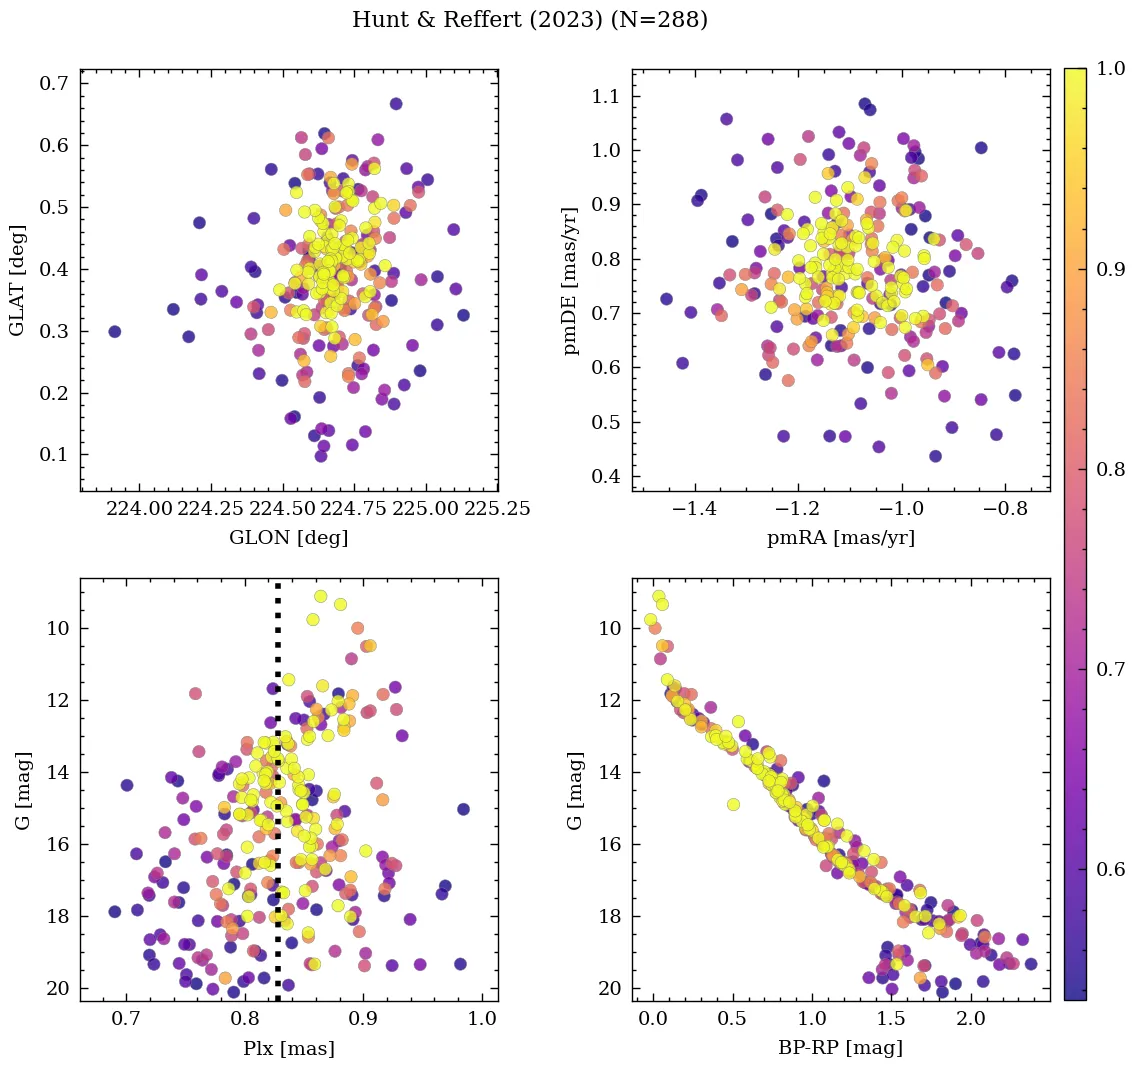 Hunt & Reffert (2023) (N=288)
0.7
0.6
0.5
0.4
0.3
0.2
0.1
GLAT [deg]
224.00 224.25 224.50 224.75 225.00 225.25
GLON [deg]
1.1
1.0
0.9
0.8
0.7
0.6
0.5
0.4
pmDE [mas/yr]
−1.4 −1.2 −1.0 −0.8
pmRA [mas/yr]
10
12
14
16
18
20
G [mag]
0.7 0.8 0.9 1.0
Plx [mas]
10
12
14
16
18
20
G [mag]
0.0 0.5 1.0 1.5 2.0
BP-RP [mag]
1.0
0.9
0.8
0.7
0.6